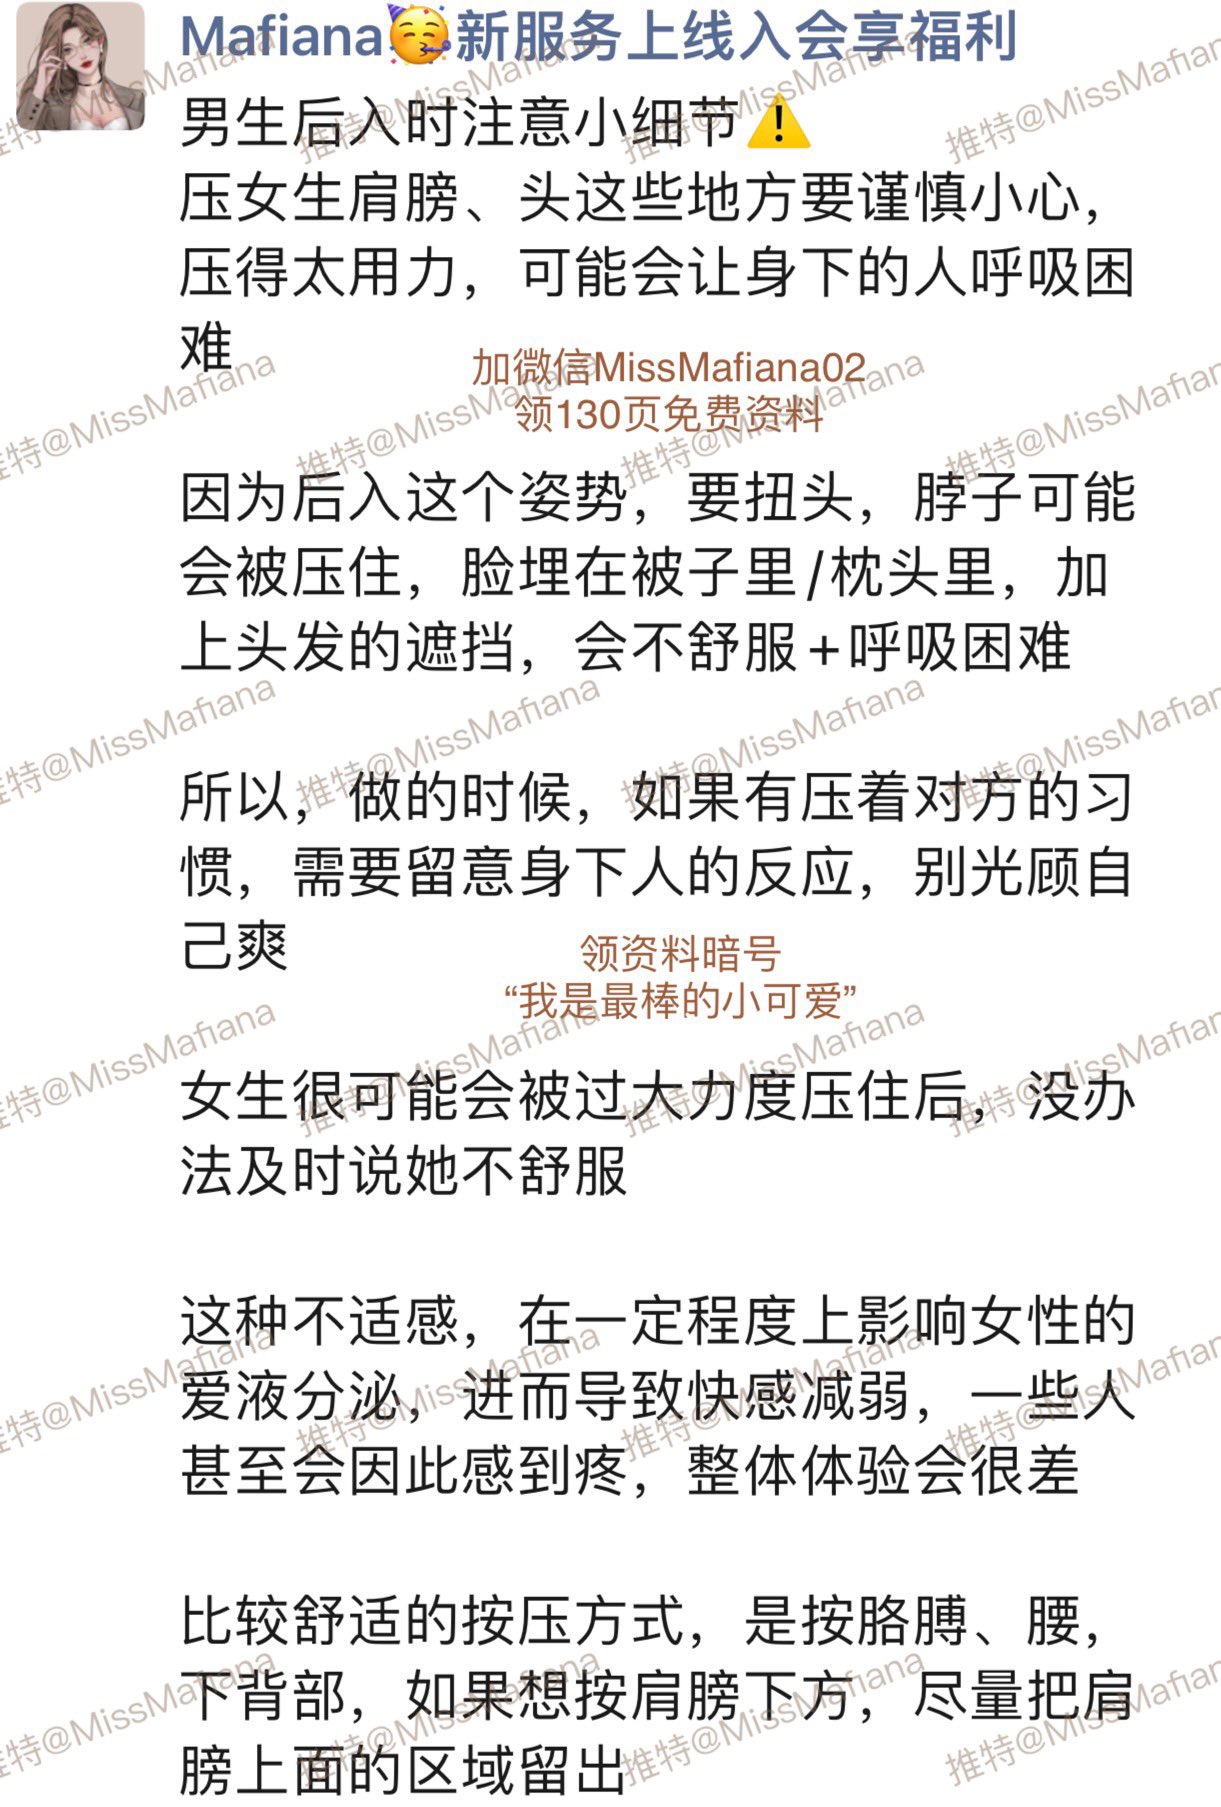 Mafiana🥳新服务上线入会享福利
男生后入时注意小细节⚠️
压女生肩膀、头这些地方要谨慎小心，
压得太用力，可能会让身下的人呼吸困
难
加微信MissMafiana02
领130页免费资料
因为后入这个姿势，要扭头，脖子可能
会被压住，脸埋在被子里/枕头里，加
上头发的遮挡，会不舒服+呼吸困难
所以，做的时候，如果有压着对方的习
惯，需要留意身下人的反应，别光顾自
己爽
领资料暗号
“我是最棒的小可爱”
女生很可能会被过大力度压住后，没办
法及时说她不舒服
这种不适感，在一定程度上影响女性的
爱液分泌，进而导致快感减弱，一些人
甚至会因此感到疼，整体体验会很差
比较舒适的按压方式，是按胳膊、腰，
下背部，如果想按肩膀下方，尽量把肩
膀上面的区域留出
推特@MissMafiana